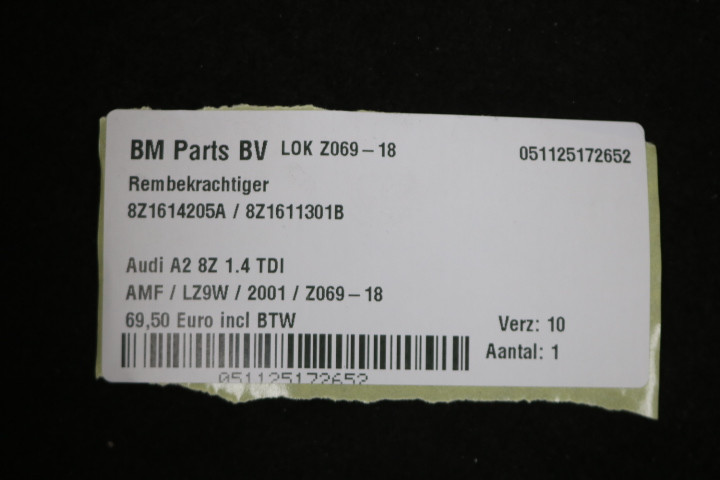 BM Parts BV LOK Z069-18 051125172652
Rembekrachtiger
8Z1614205A / 8Z1611301B
Audi A2 8Z 1.4 TDI
AMF / LZ9W / 2001 / Z069-18
69,50 Euro incl BTW Verz: 10
Aantal: 1
051125172652